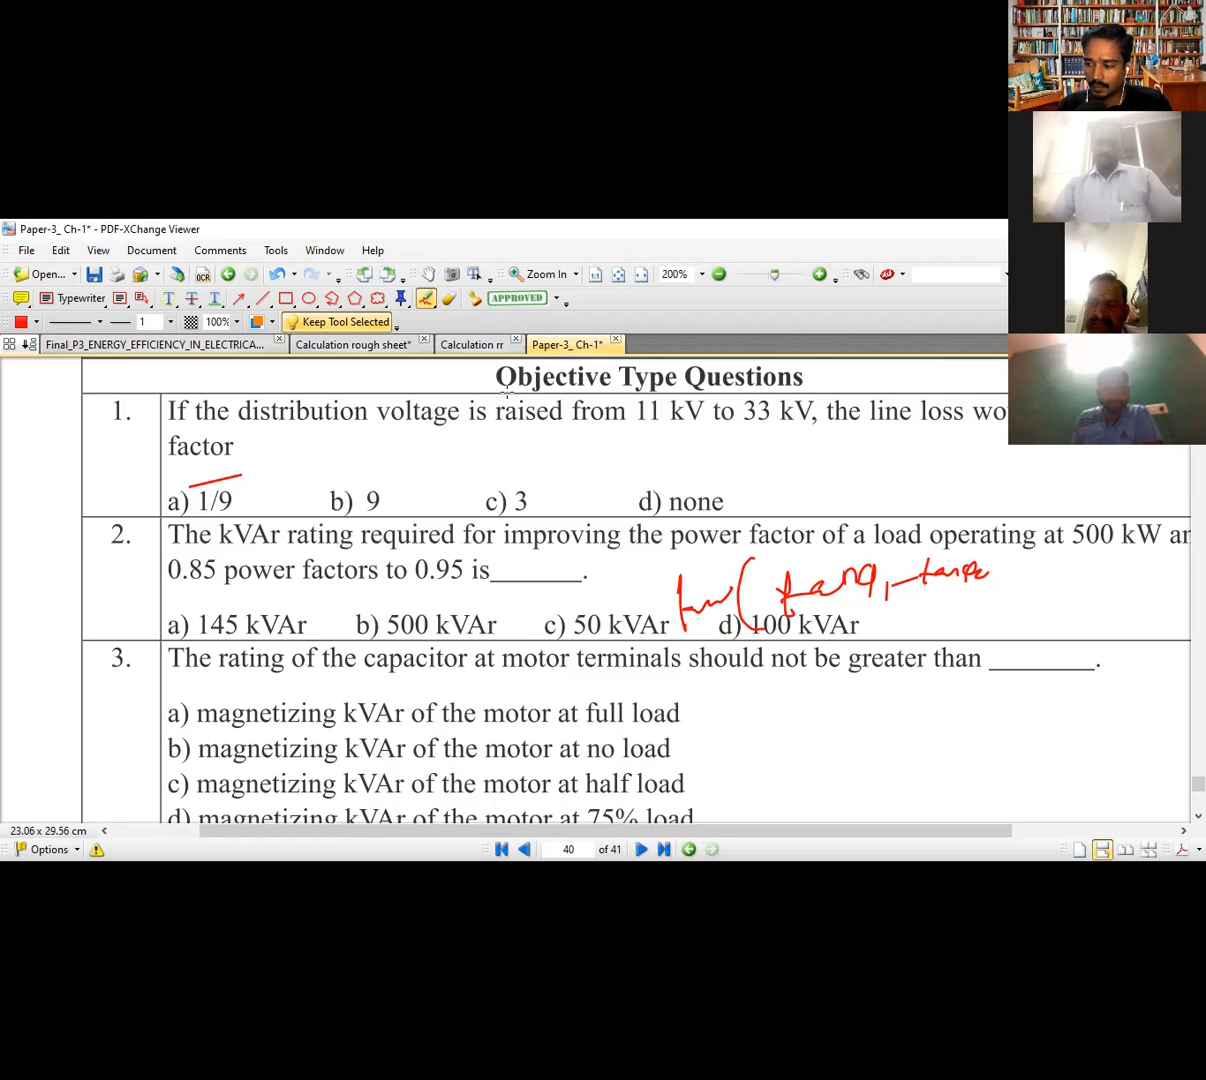 Paper-3_ Ch-1* - PDF-XChange Viewer
File Edit View Document Comments Tools Window Help
Open... OCR Zoom In 200%
Typewriter APPROVED
1 100% Keep Tool Selected
Final_P3_ENERGY_EFFICIENCY_IN_ELECTRICA... Calculation rough sheet* Calculation rr Paper-3_ Ch-1*
Objective Type Questions
1. If the distribution voltage is raised from 11 kV to 33 kV, the line loss wo
factor
a) 1/9 b) 9 c) 3 d) none
2. The kVAr rating required for improving the power factor of a load operating at 500 kW an
0.85 power factors to 0.95 is_______.
a) 145 kVAr b) 500 kVAr c) 50 kVAr d) 100 kVAr
3. The rating of the capacitor at motor terminals should not be greater than ________.
a) magnetizing kVAr of the motor at full load
b) magnetizing kVAr of the motor at no load
c) magnetizing kVAr of the motor at half load
d) magnetizing kVAr of the motor at 75% load
23.06 x 29.56 cm
Options 40 of 41